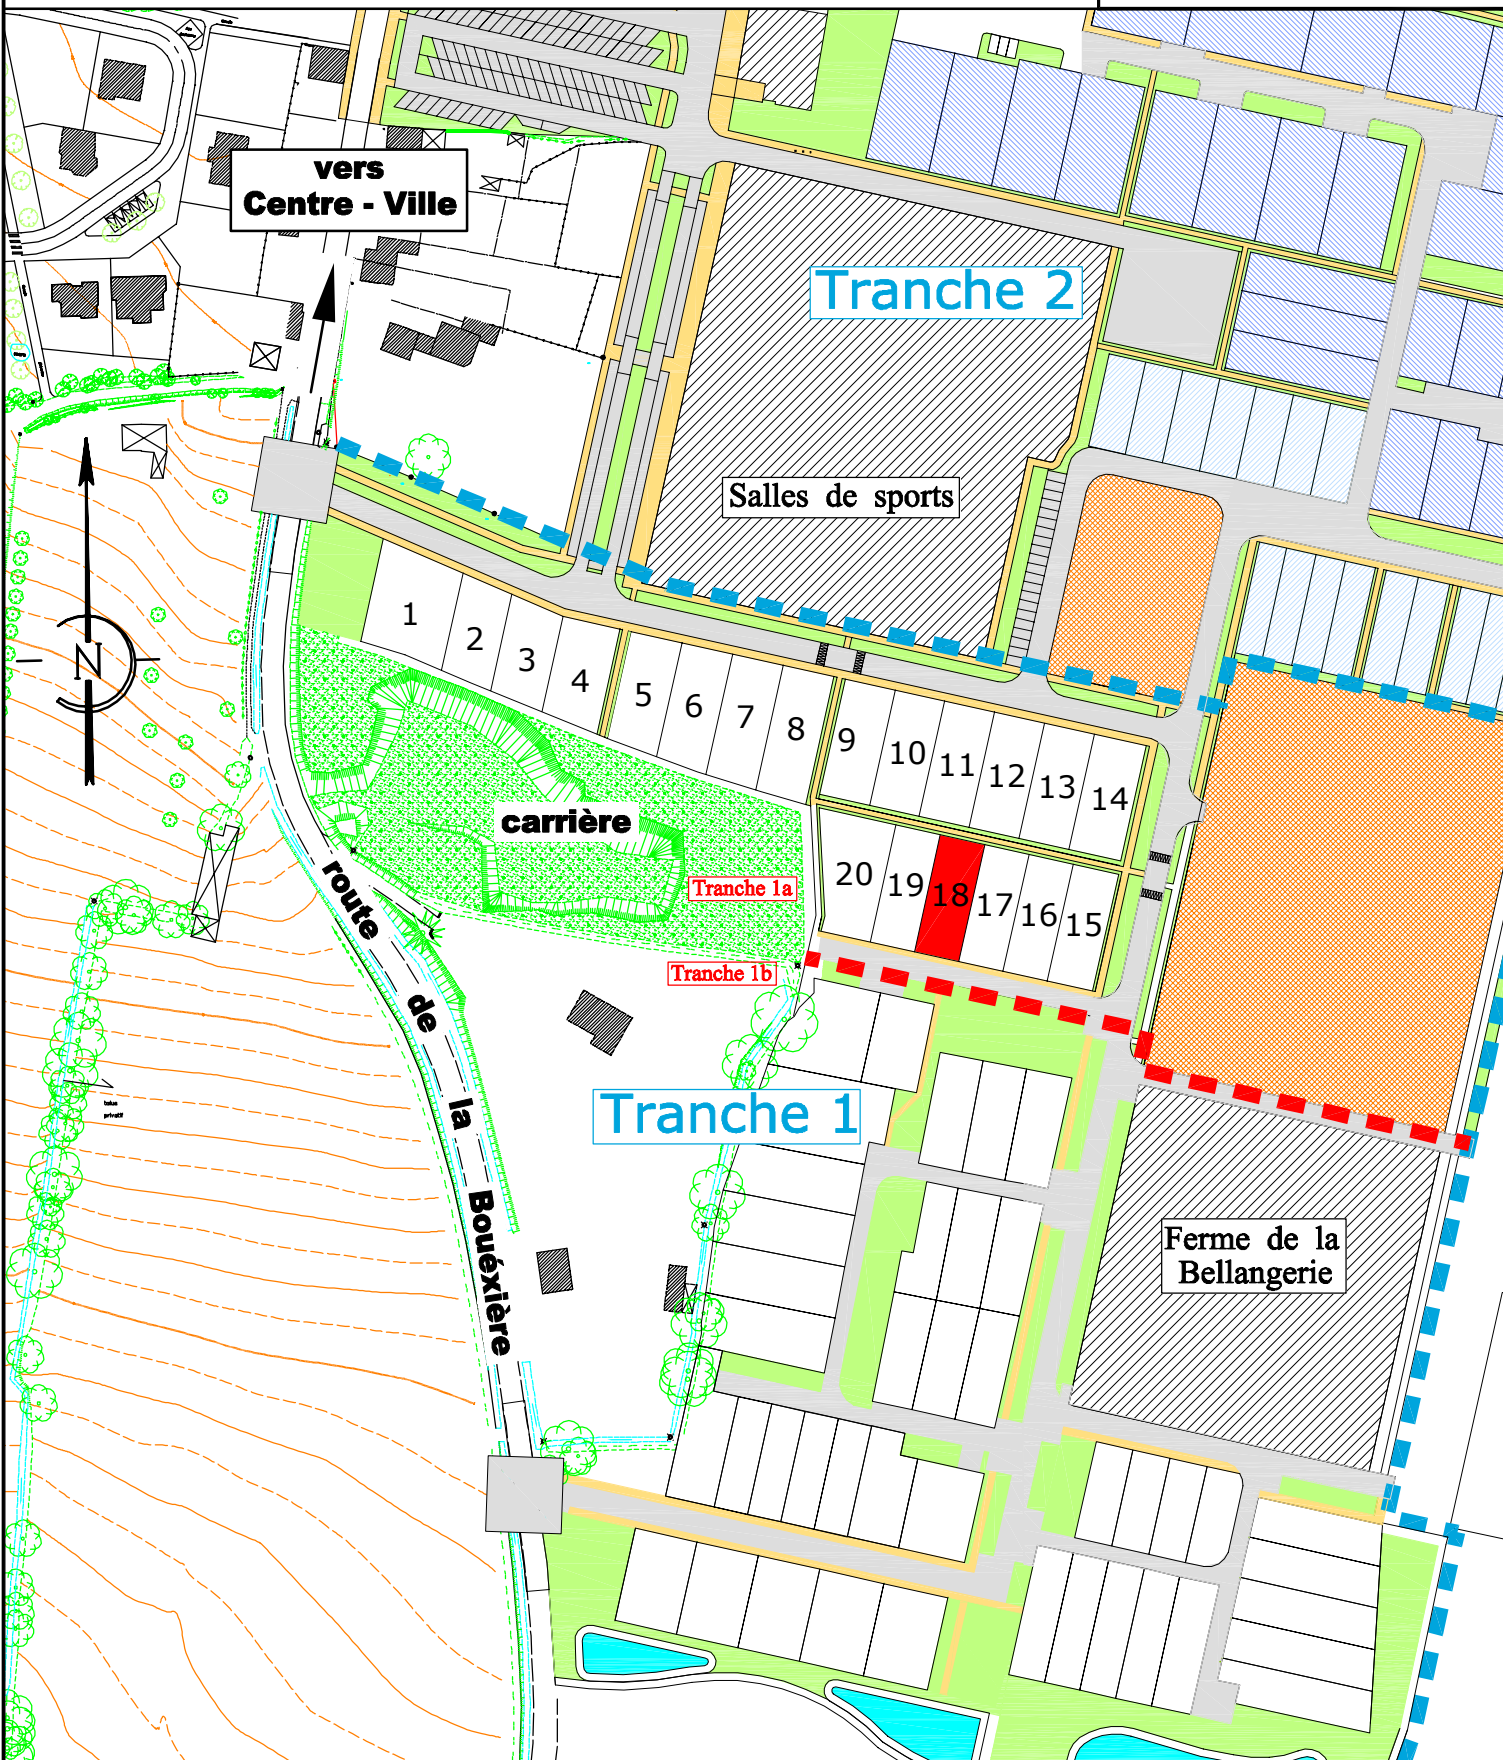 vers
Centre - Ville
Tranche 2
Salles de sports
N
1
2
3
4
5
6
7
8
9
10
11
12
13
14
carrière
20
19
18
17
16
15
Tranche 1a
Tranche 1b
route de la Bouéxière
Tranche 1
talus
privatif
Ferme de la
Bellangerie